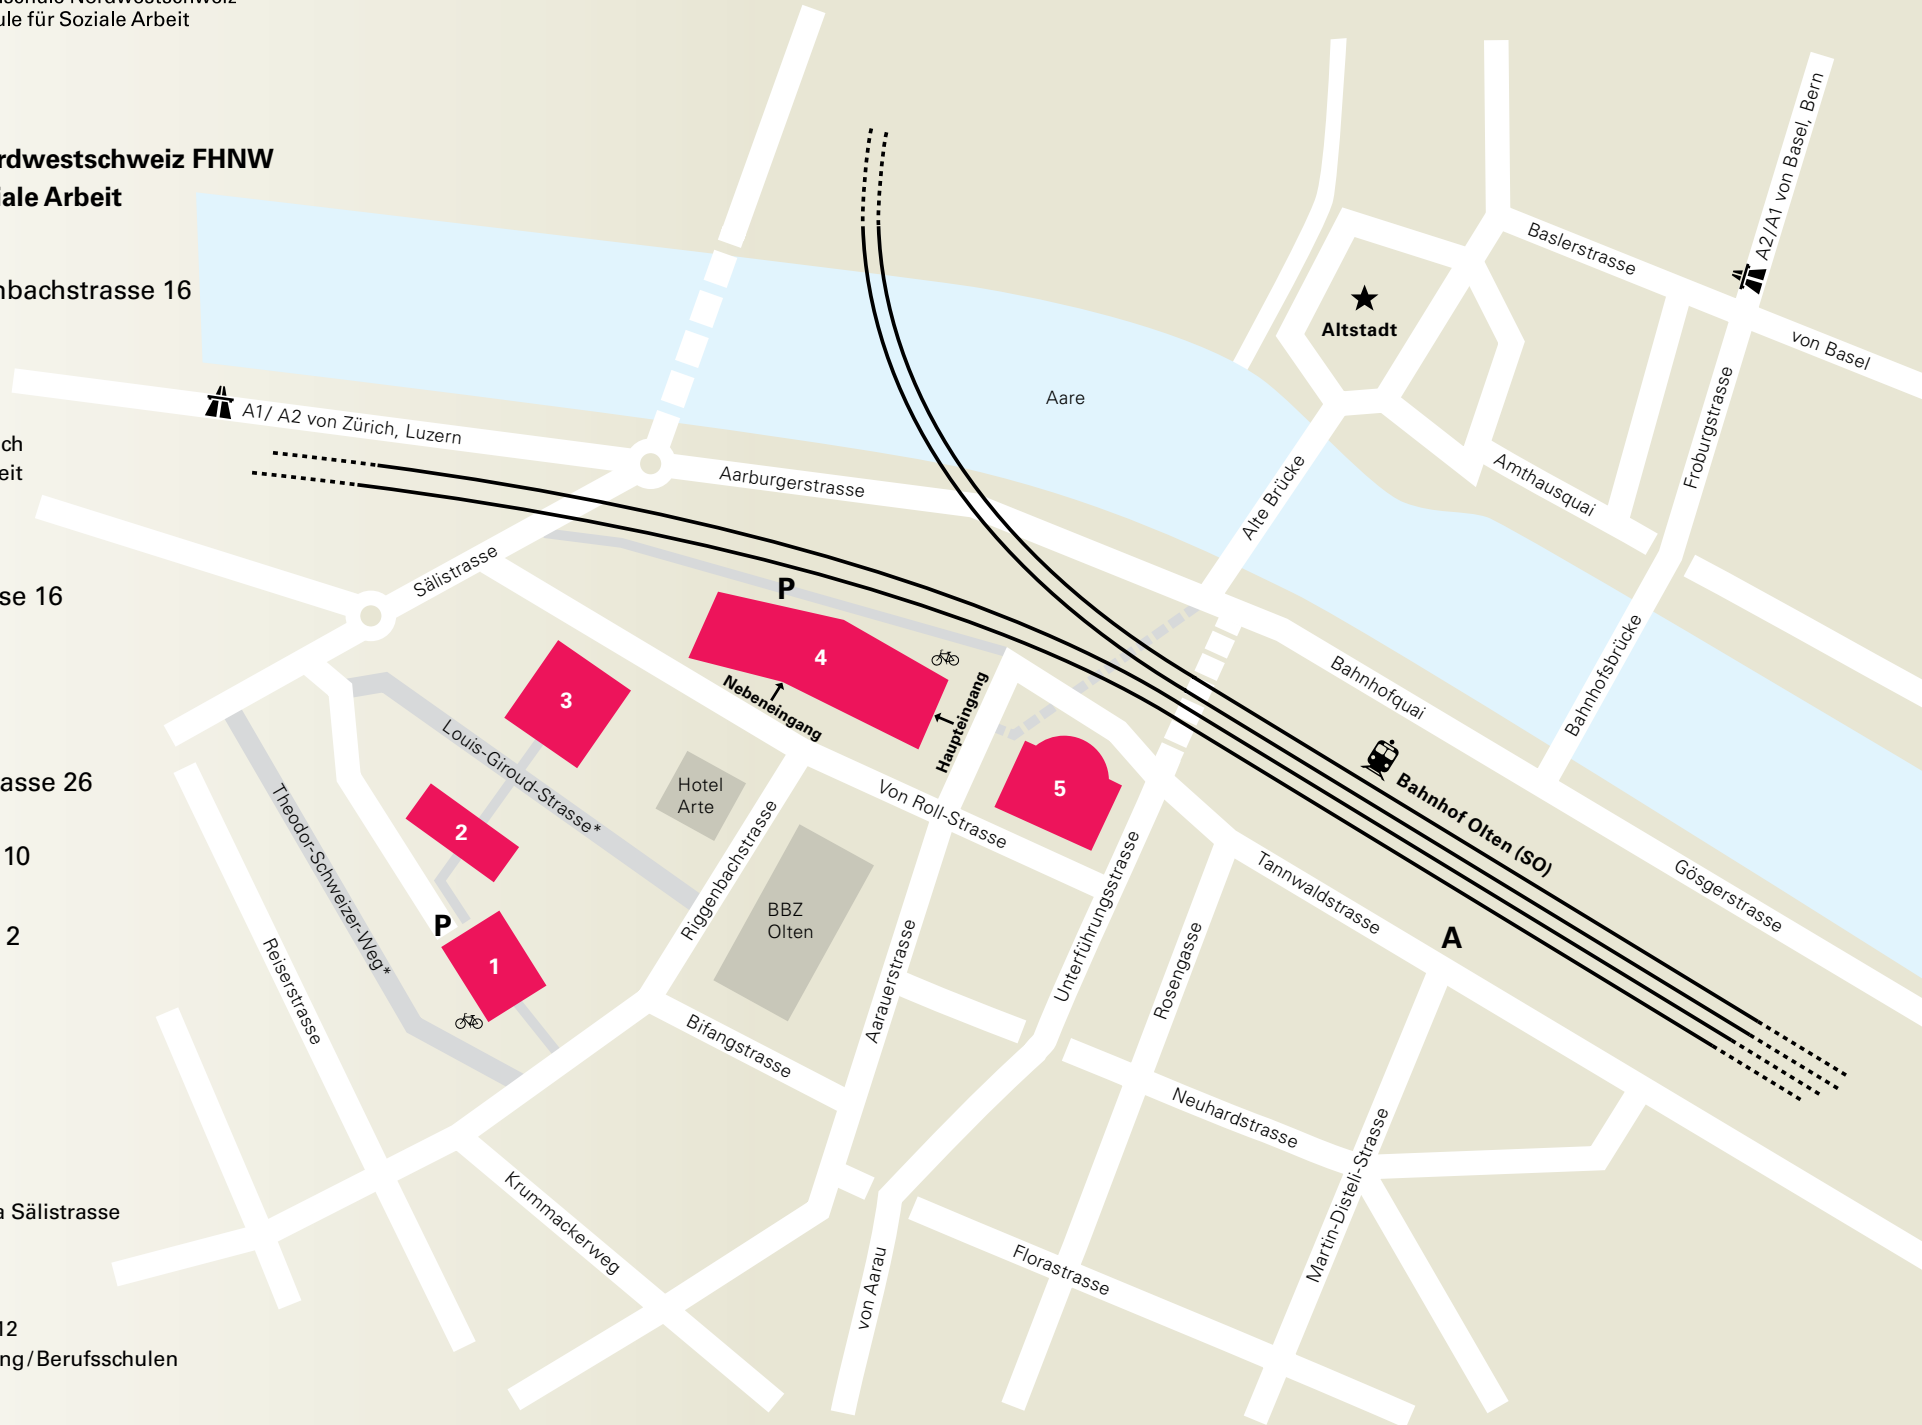 ule für Soziale Arbeit
rdwestschweiz FHNW
iale Arbeit
nbachstrasse 16
ch
eit
se 16
asse 26
10
2
a Sälistrasse
12
ng/Berufsschulen
A2/A1 von Basel, Bern
Baslerstrasse
von Basel
Altstadt
Aare
Froburgstrasse
A1/ A2 von Zürich, Luzern
Aarburgerstrasse
Alte Brücke
Amthausquai
Sälistrasse
P
4
Nebeneingang
Haupteingang
Bahnhofquai
Bahnhofsbrücke
3
Louis-Giroud-Strasse*
Hotel
Arte
5
Bahnhof Olten (SO)
Von Roll-Strasse
Theodor-Schweizer-Weg*
2
Riggenbachstrasse
BBZ
Olten
Tannwaldstrasse
Gösgerstrasse
A
P
1
Reiserstrasse
Aarauerstrasse
Unterführungsstrasse
Rosengasse
Bifangstrasse
Neuhardstrasse
Martin-Disteli-Strasse
Krummackerweg
von Aarau
Florastrasse